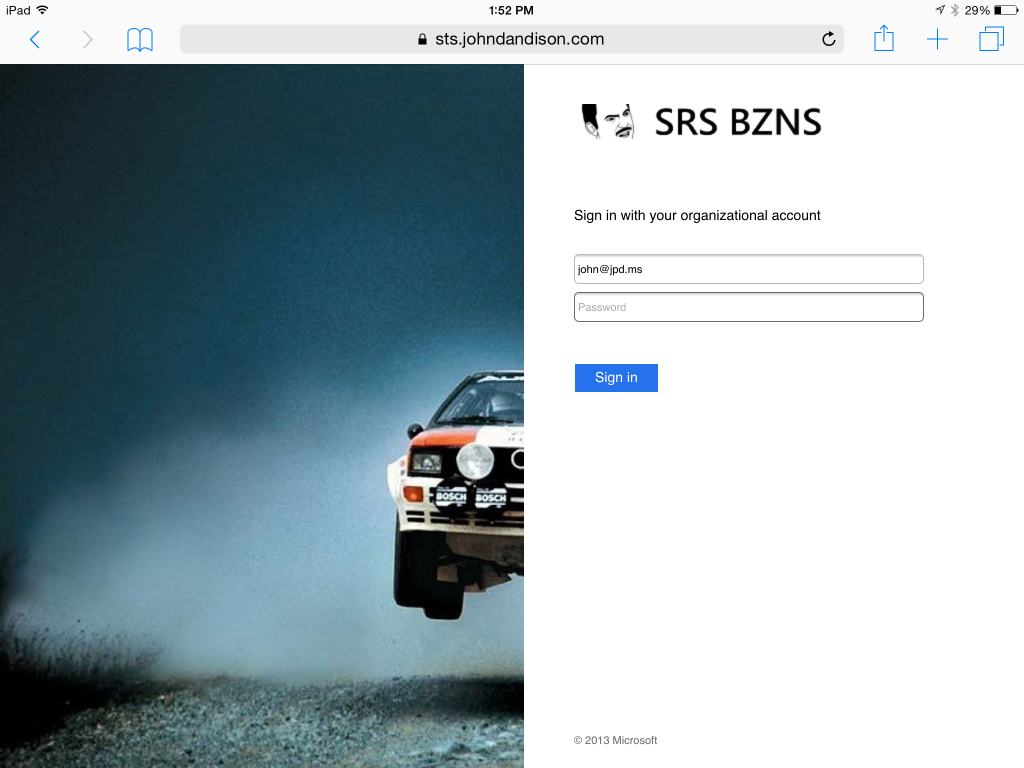 iPad 1:52 PM 29%
sts.johndandison.com
SRS BZNS
Sign in with your organizational account
john@jpd.ms
Password
Sign in
BOSCH BOSCH
© 2013 Microsoft